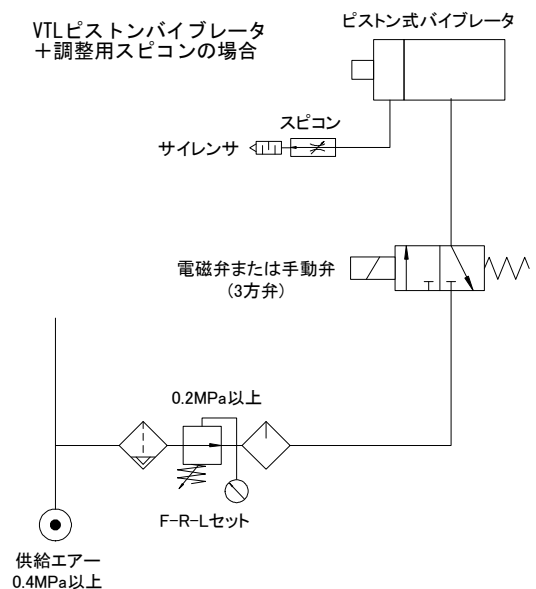 VTLピストンバイブレータ
+調整用スピコンの場合
ピストン式バイブレータ
スピコン
サイレンサ
電磁弁または手動弁
(3方弁)
0.2MPa以上
F-R-Lセット
供給エアー
0.4MPa以上